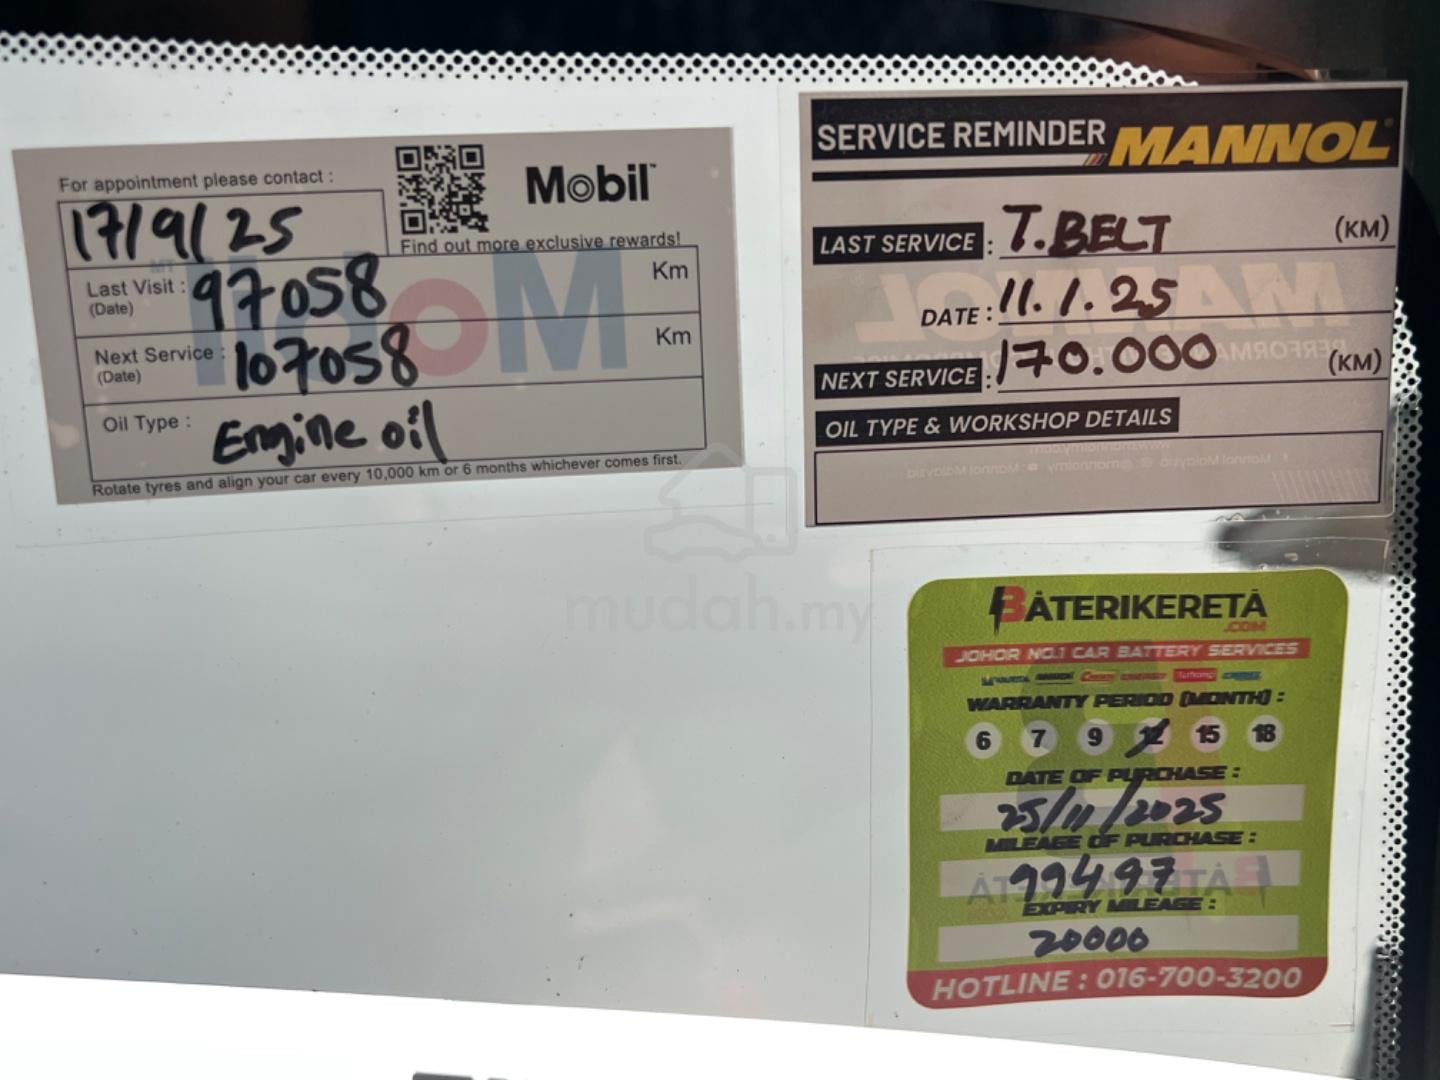 For appointment please contact :
17/9/25
Mobil™
Find out more exclusive rewards!
Last Visit : 97058 Km
(Date)
Next Service : 107058 Km
(Date)
Oil Type : Engine oil
Rotate tyres and align your car every 10,000 km or 6 months whichever comes first.
SERVICE REMINDER MANNOL®
LAST SERVICE : T.BELT (KM)
DATE : 11.1.25
NEXT SERVICE : 170.000 (KM)
OIL TYPE & WORKSHOP DETAILS
mudah.my
BATERIKERETA
.COM
JOHOR NO.1 CAR BATTERY SERVICES
WARRANTY PERIOD (MONTH) :
6 7 9 12 15 18
DATE OF PURCHASE :
25/11/2025
MILEAGE OF PURCHASE :
99497
EXPIRY MILEAGE :
20000
HOTLINE : 016-700-3200